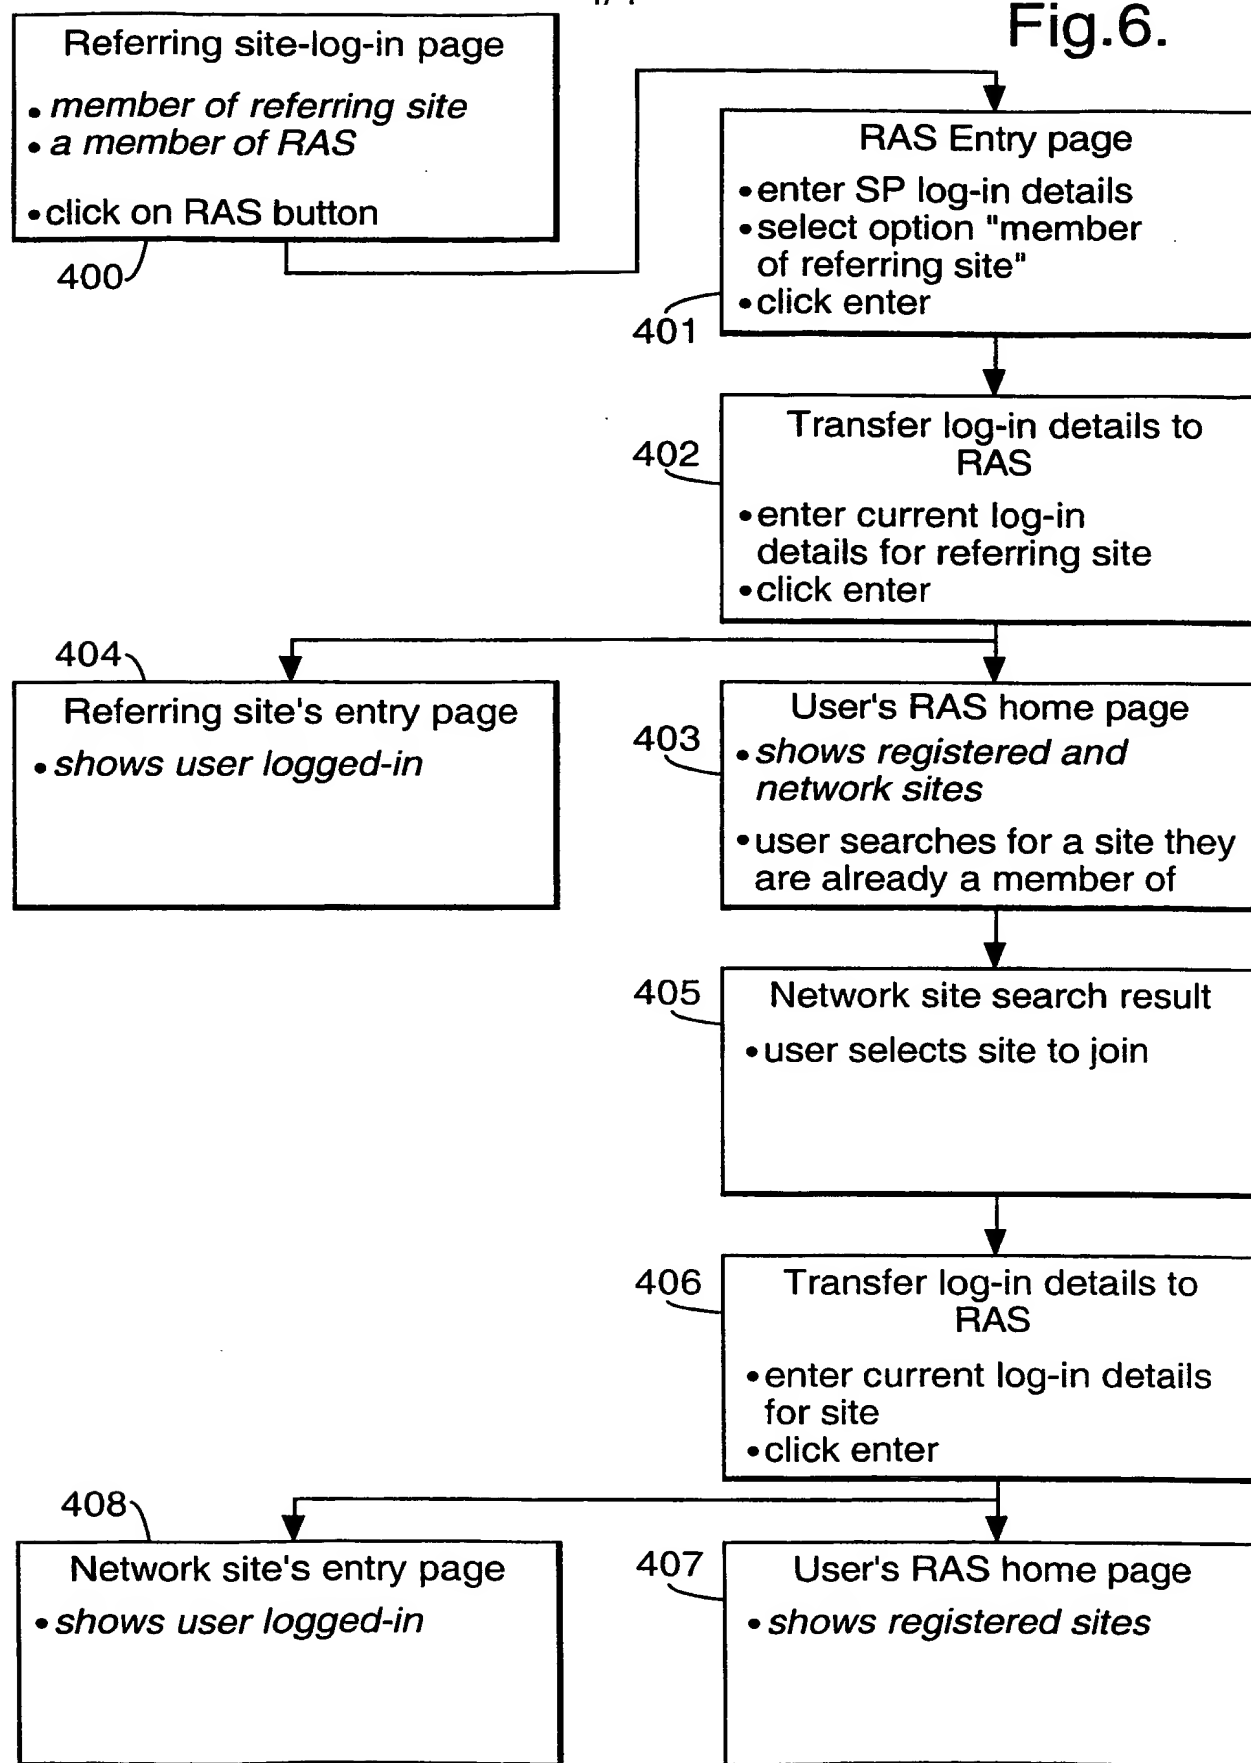 Fig.6.
Referring site-log-in page
• member of referring site
• a member of RAS
• click on RAS button
400
RAS Entry page
• enter SP log-in details
• select option "member
of referring site"
• click enter
401
Transfer log-in details to
RAS
• enter current log-in
details for referring site
• click enter
402
404
Referring site's entry page
• shows user logged-in
User's RAS home page
• shows registered and
network sites
• user searches for a site they
are already a member of
403
405
Network site search result
• user selects site to join
406
Transfer log-in details to
RAS
• enter current log-in details
for site
• click enter
408
Network site's entry page
• shows user logged-in
407
User's RAS home page
• shows registered sites